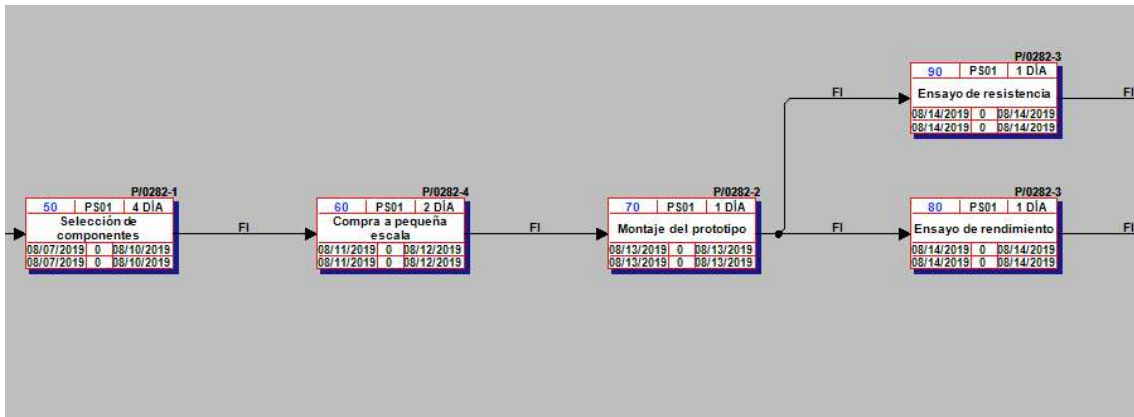 P/0282-3
90 PS01 1 DÍA
Ensayo de resistencia
08/14/2019 0 08/14/2019
08/14/2019 0 08/14/2019
FI
FI
P/0282-1
50 PS01 4 DÍA
Selección de
componentes
08/07/2019 0 08/10/2019
08/07/2019 0 08/10/2019
FI
P/0282-4
60 PS01 2 DÍA
Compra a pequeña
escala
08/11/2019 0 08/12/2019
08/11/2019 0 08/12/2019
FI
P/0282-2
70 PS01 1 DÍA
Montaje del prototipo
08/13/2019 0 08/13/2019
08/13/2019 0 08/13/2019
FI
P/0282-3
80 PS01 1 DÍA
Ensayo de rendimiento
08/14/2019 0 08/14/2019
08/14/2019 0 08/14/2019
FI